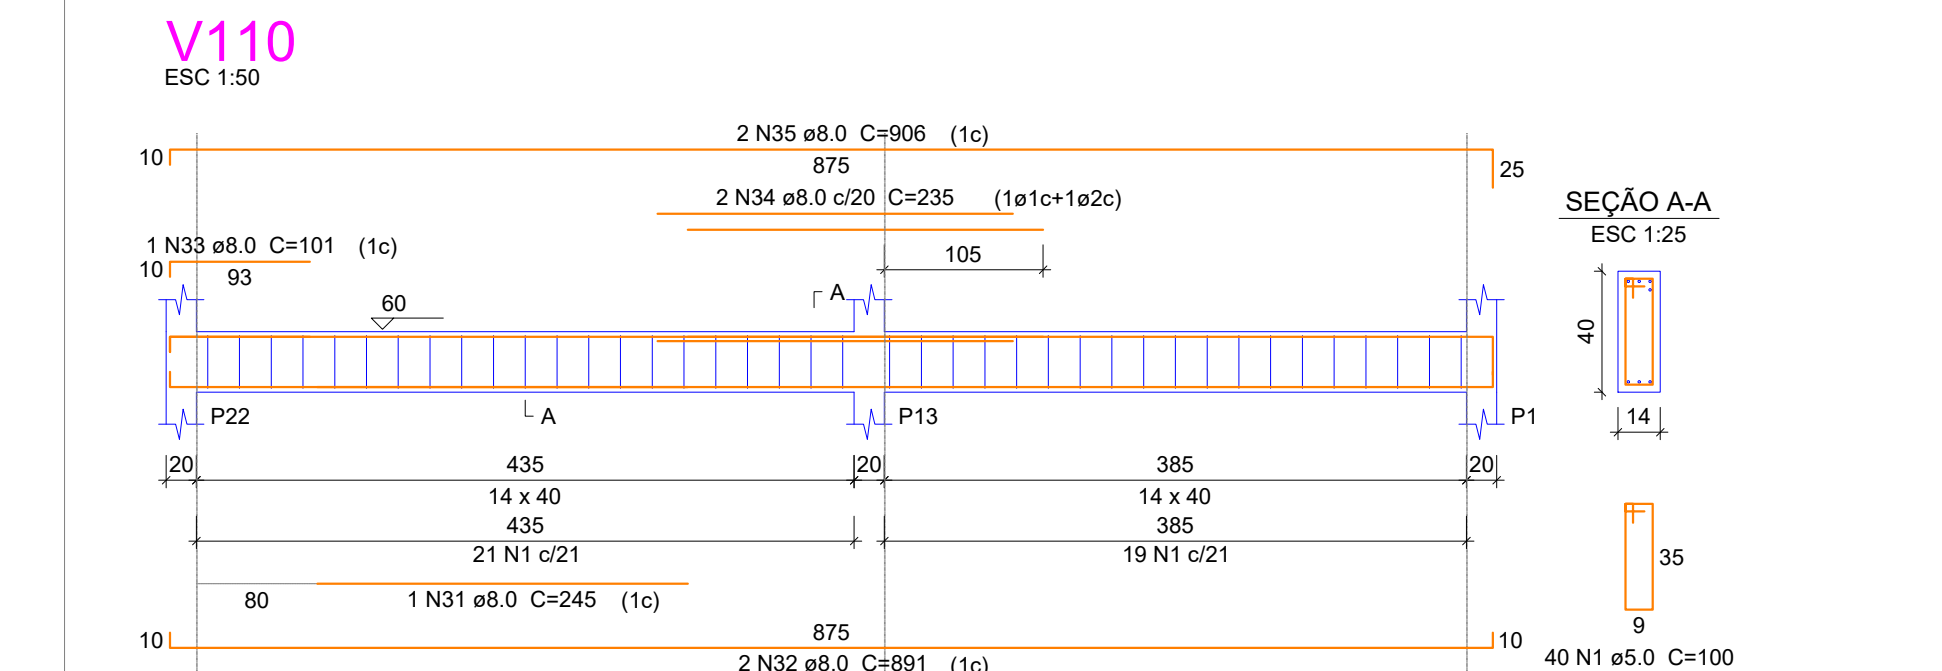 V110
ESC 1:50
2 N35 ø8.0 C=906 (1c)
10
875
25
2 N34 ø8.0 c/20 C=235 (1ø1c+1ø2c)
105
1 N33 ø8.0 C=101 (1c)
10
93
60
A
A
P22
P13
P1
20
435
20
385
20
14 x 40
14 x 40
435
385
21 N1 c/21
19 N1 c/21
80
1 N31 ø8.0 C=245 (1c)
10
875
10
2 N32 ø8.0 C=891 (1c)
SEÇÃO A-A
ESC 1:25
40
14
35
9
40 N1 ø5.0 C=100